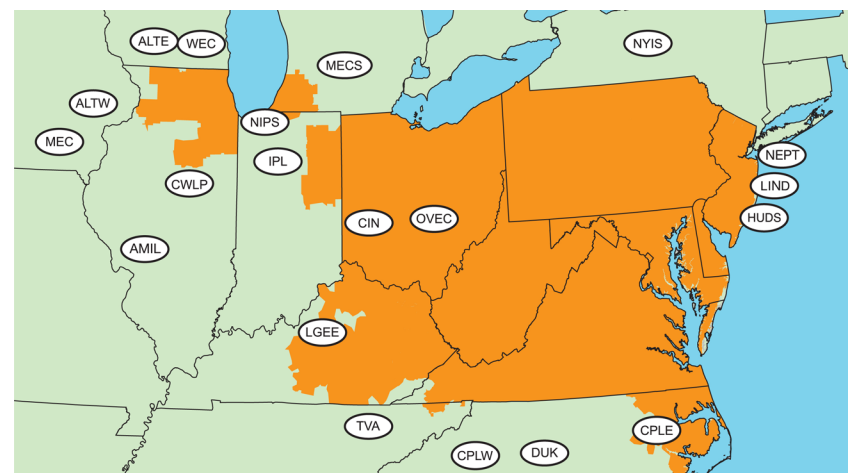 ALTE
WEC
NYIS
MECS
ALTW
NIPS
MEC
NEPT
IPL
CWLP
LIND
CIN
OVEC
HUDS
AMIL
LGEE
TVA
CPLE
CPLW
DUK